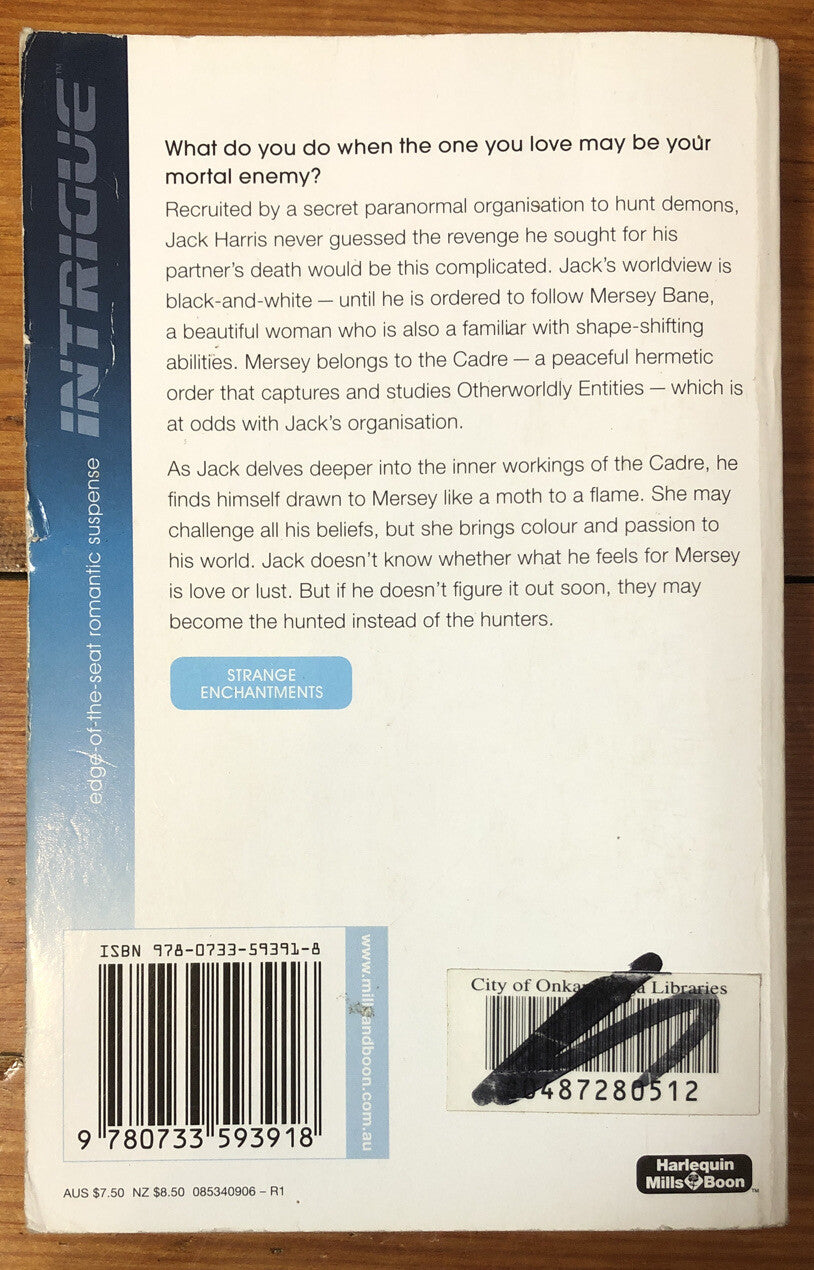 INTRIGUE™
edge-of-the-seat romantic suspense
What do you do when the one you love may be your
mortal enemy?
Recruited by a secret paranormal organisation to hunt demons,
Jack Harris never guessed the revenge he sought for his
partner's death would be this complicated. Jack's worldview is
black-and-white — until he is ordered to follow Mersey Bane,
a beautiful woman who is also a familiar with shape-shifting
abilities. Mersey belongs to the Cadre — a peaceful hermetic
order that captures and studies Otherworldly Entities — which is
at odds with Jack's organisation.
As Jack delves deeper into the inner workings of the Cadre, he
finds himself drawn to Mersey like a moth to a flame. She may
challenge all his beliefs, but she brings colour and passion to
his world. Jack doesn't know whether what he feels for Mersey
is love or lust. But if he doesn't figure it out soon, they may
become the hunted instead of the hunters.
STRANGE
ENCHANTMENTS
ISBN 978-0733-59391-8
9 780733 593918
www.millsandboon.com.au
City of Libraries
0487280512
AUS $7.50 NZ $8.50 085340906 – R1
Harlequin
Mills Boon™